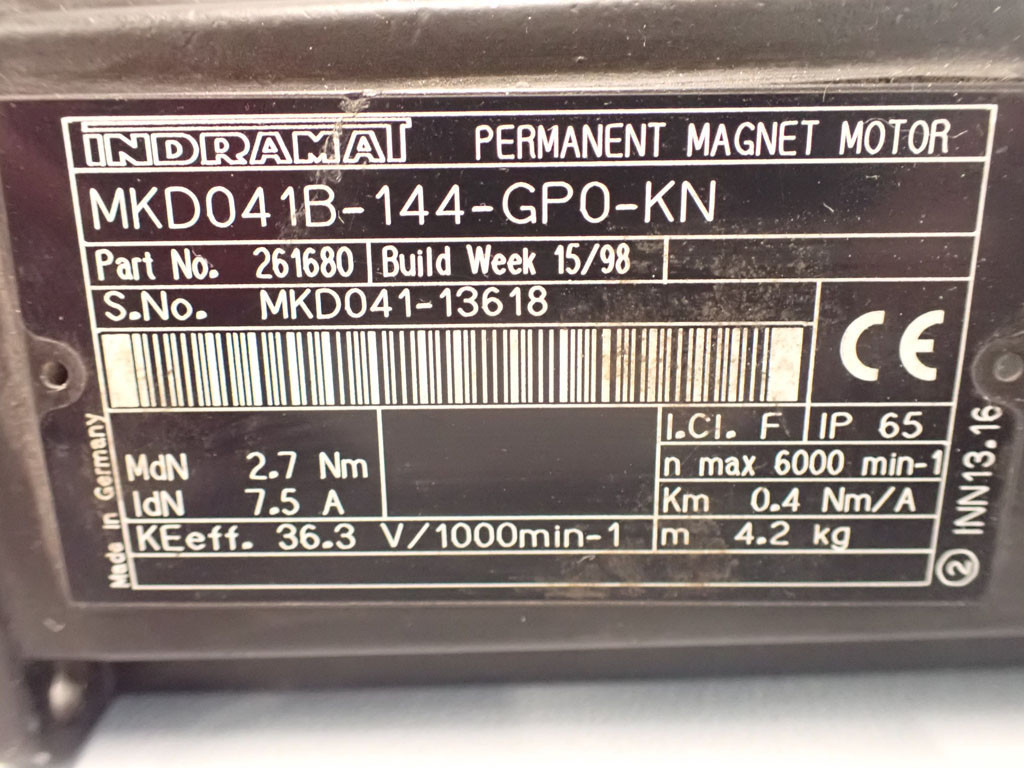 INDRAMAT PERMANENT MAGNET MOTOR
MKD041B-144-GP0-KN
Part No. 261680 Build Week 15/98
S.No. MKD041-13618
CE
I.Cl. F IP 65
MdN 2.7 Nm n max 6000 min-1
IdN 7.5 A Km 0.4 Nm/A
KEeff. 36.3 V/1000min-1 m 4.2 kg
Made in Germany
2 INN13.16